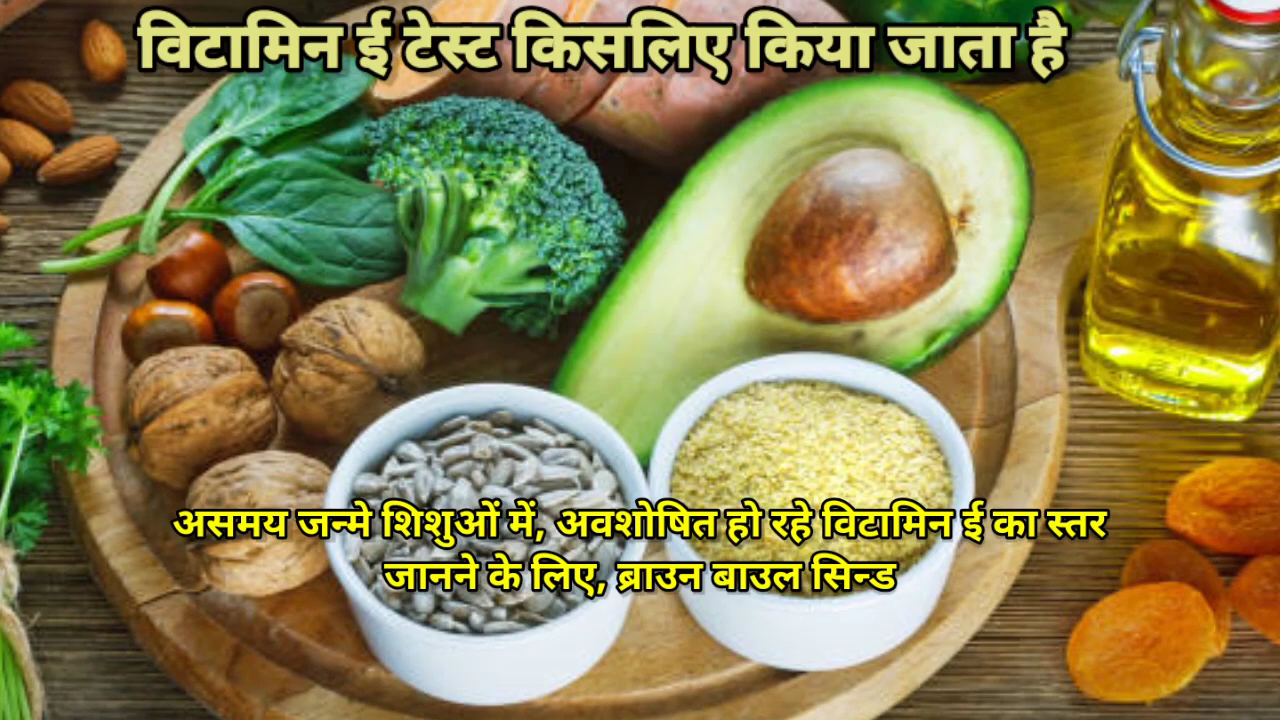 विटामिन ई टेस्ट किसलिए किया जाता है
असमय जन्मे शिशुओं में, अवशोषित हो रहे विटामिन ई का स्तर
जानने के लिए, ब्राउन बाउल सिन्ड